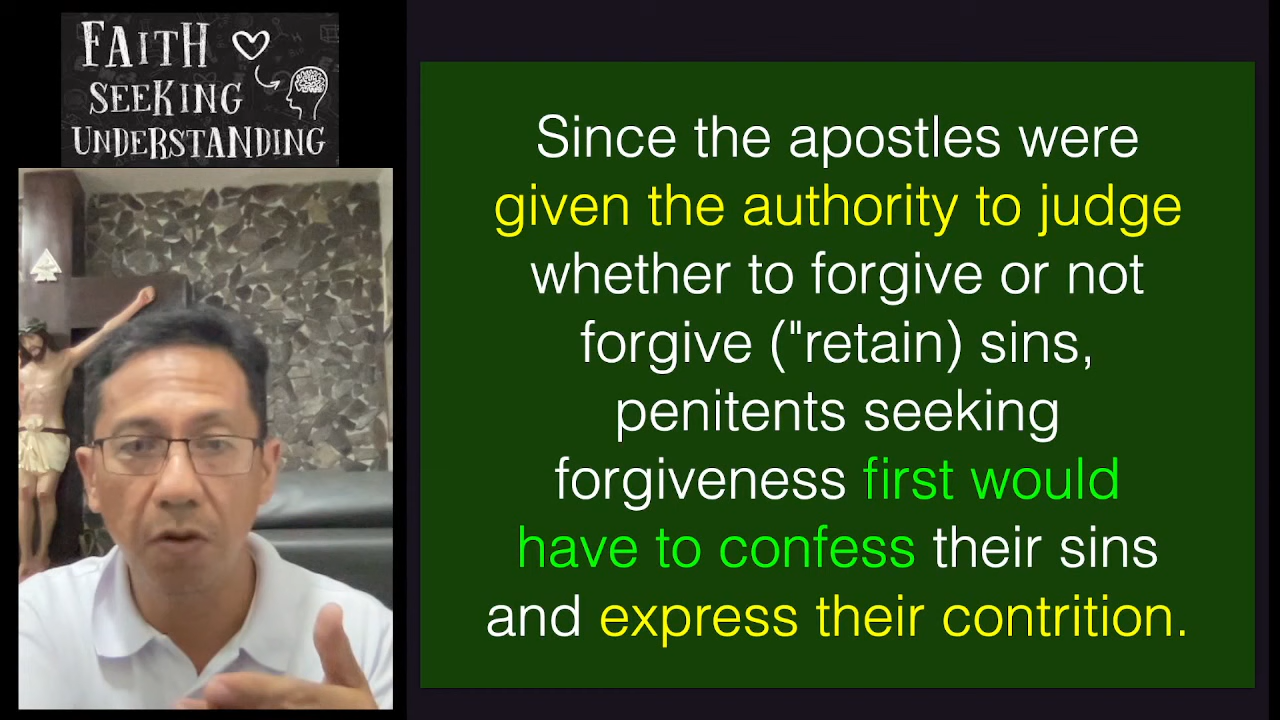 FAITH
SEEKING
UNDERSTANDING
Since the apostles were
given the authority to judge
whether to forgive or not
forgive ("retain) sins,
penitents seeking
forgiveness first would
have to confess their sins
and express their contrition.